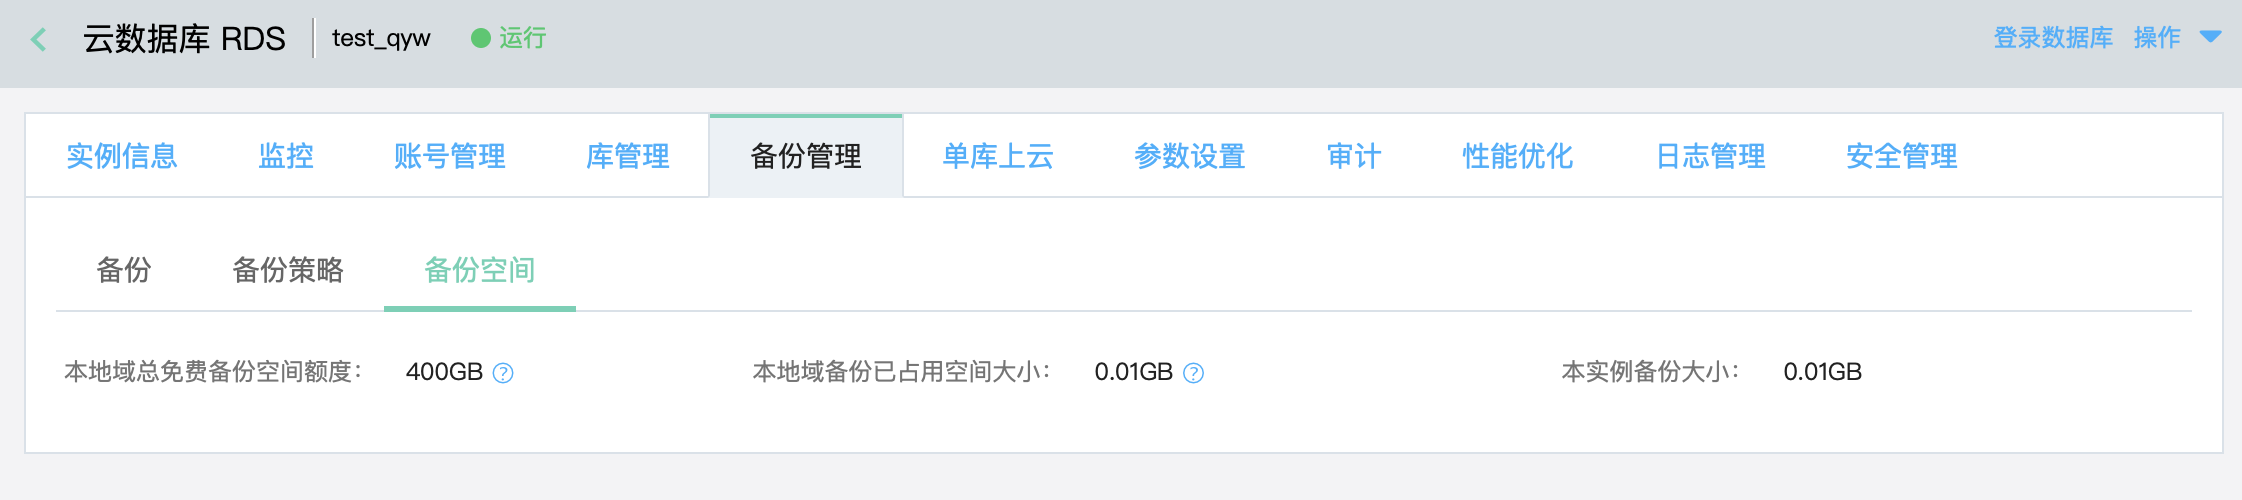 云数据库 RDS test_qyw 运行 登录数据库 操作
实例信息 监控 账号管理 库管理 备份管理 单库上云 参数设置 审计 性能优化 日志管理 安全管理
备份 备份策略 备份空间
本地域总免费备份空间额度： 400GB ? 本地域备份已占用空间大小： 0.01GB ? 本实例备份大小： 0.01GB